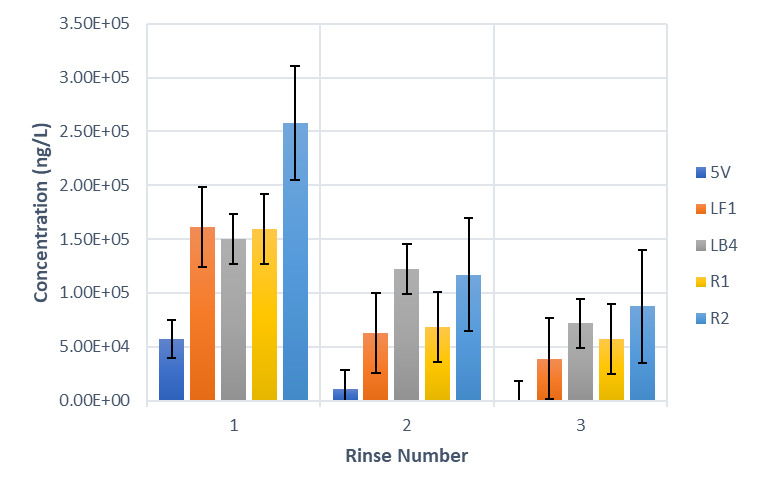 3.50E+05
3.00E+05
2.50E+05
2.00E+05
1.50E+05
1.00E+05
5.00E+04
0.00E+00
Concentration (ng/L)
1 2 3
Rinse Number
5V
LF1
LB4
R1
R2